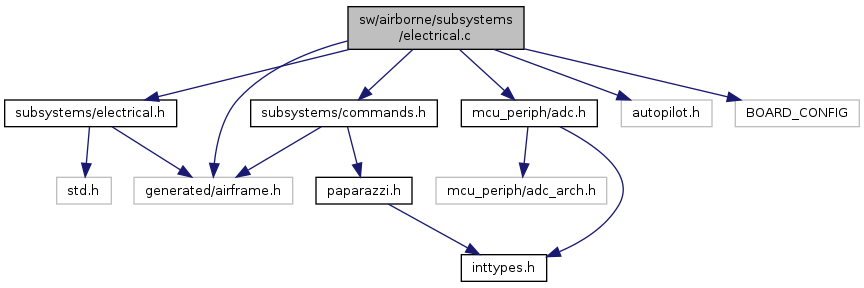 sw/airborne/subsystems
/electrical.c
subsystems/electrical.h
subsystems/commands.h
mcu_periph/adc.h
autopilot.h
BOARD_CONFIG
std.h
generated/airframe.h
paparazzi.h
mcu_periph/adc_arch.h
inttypes.h